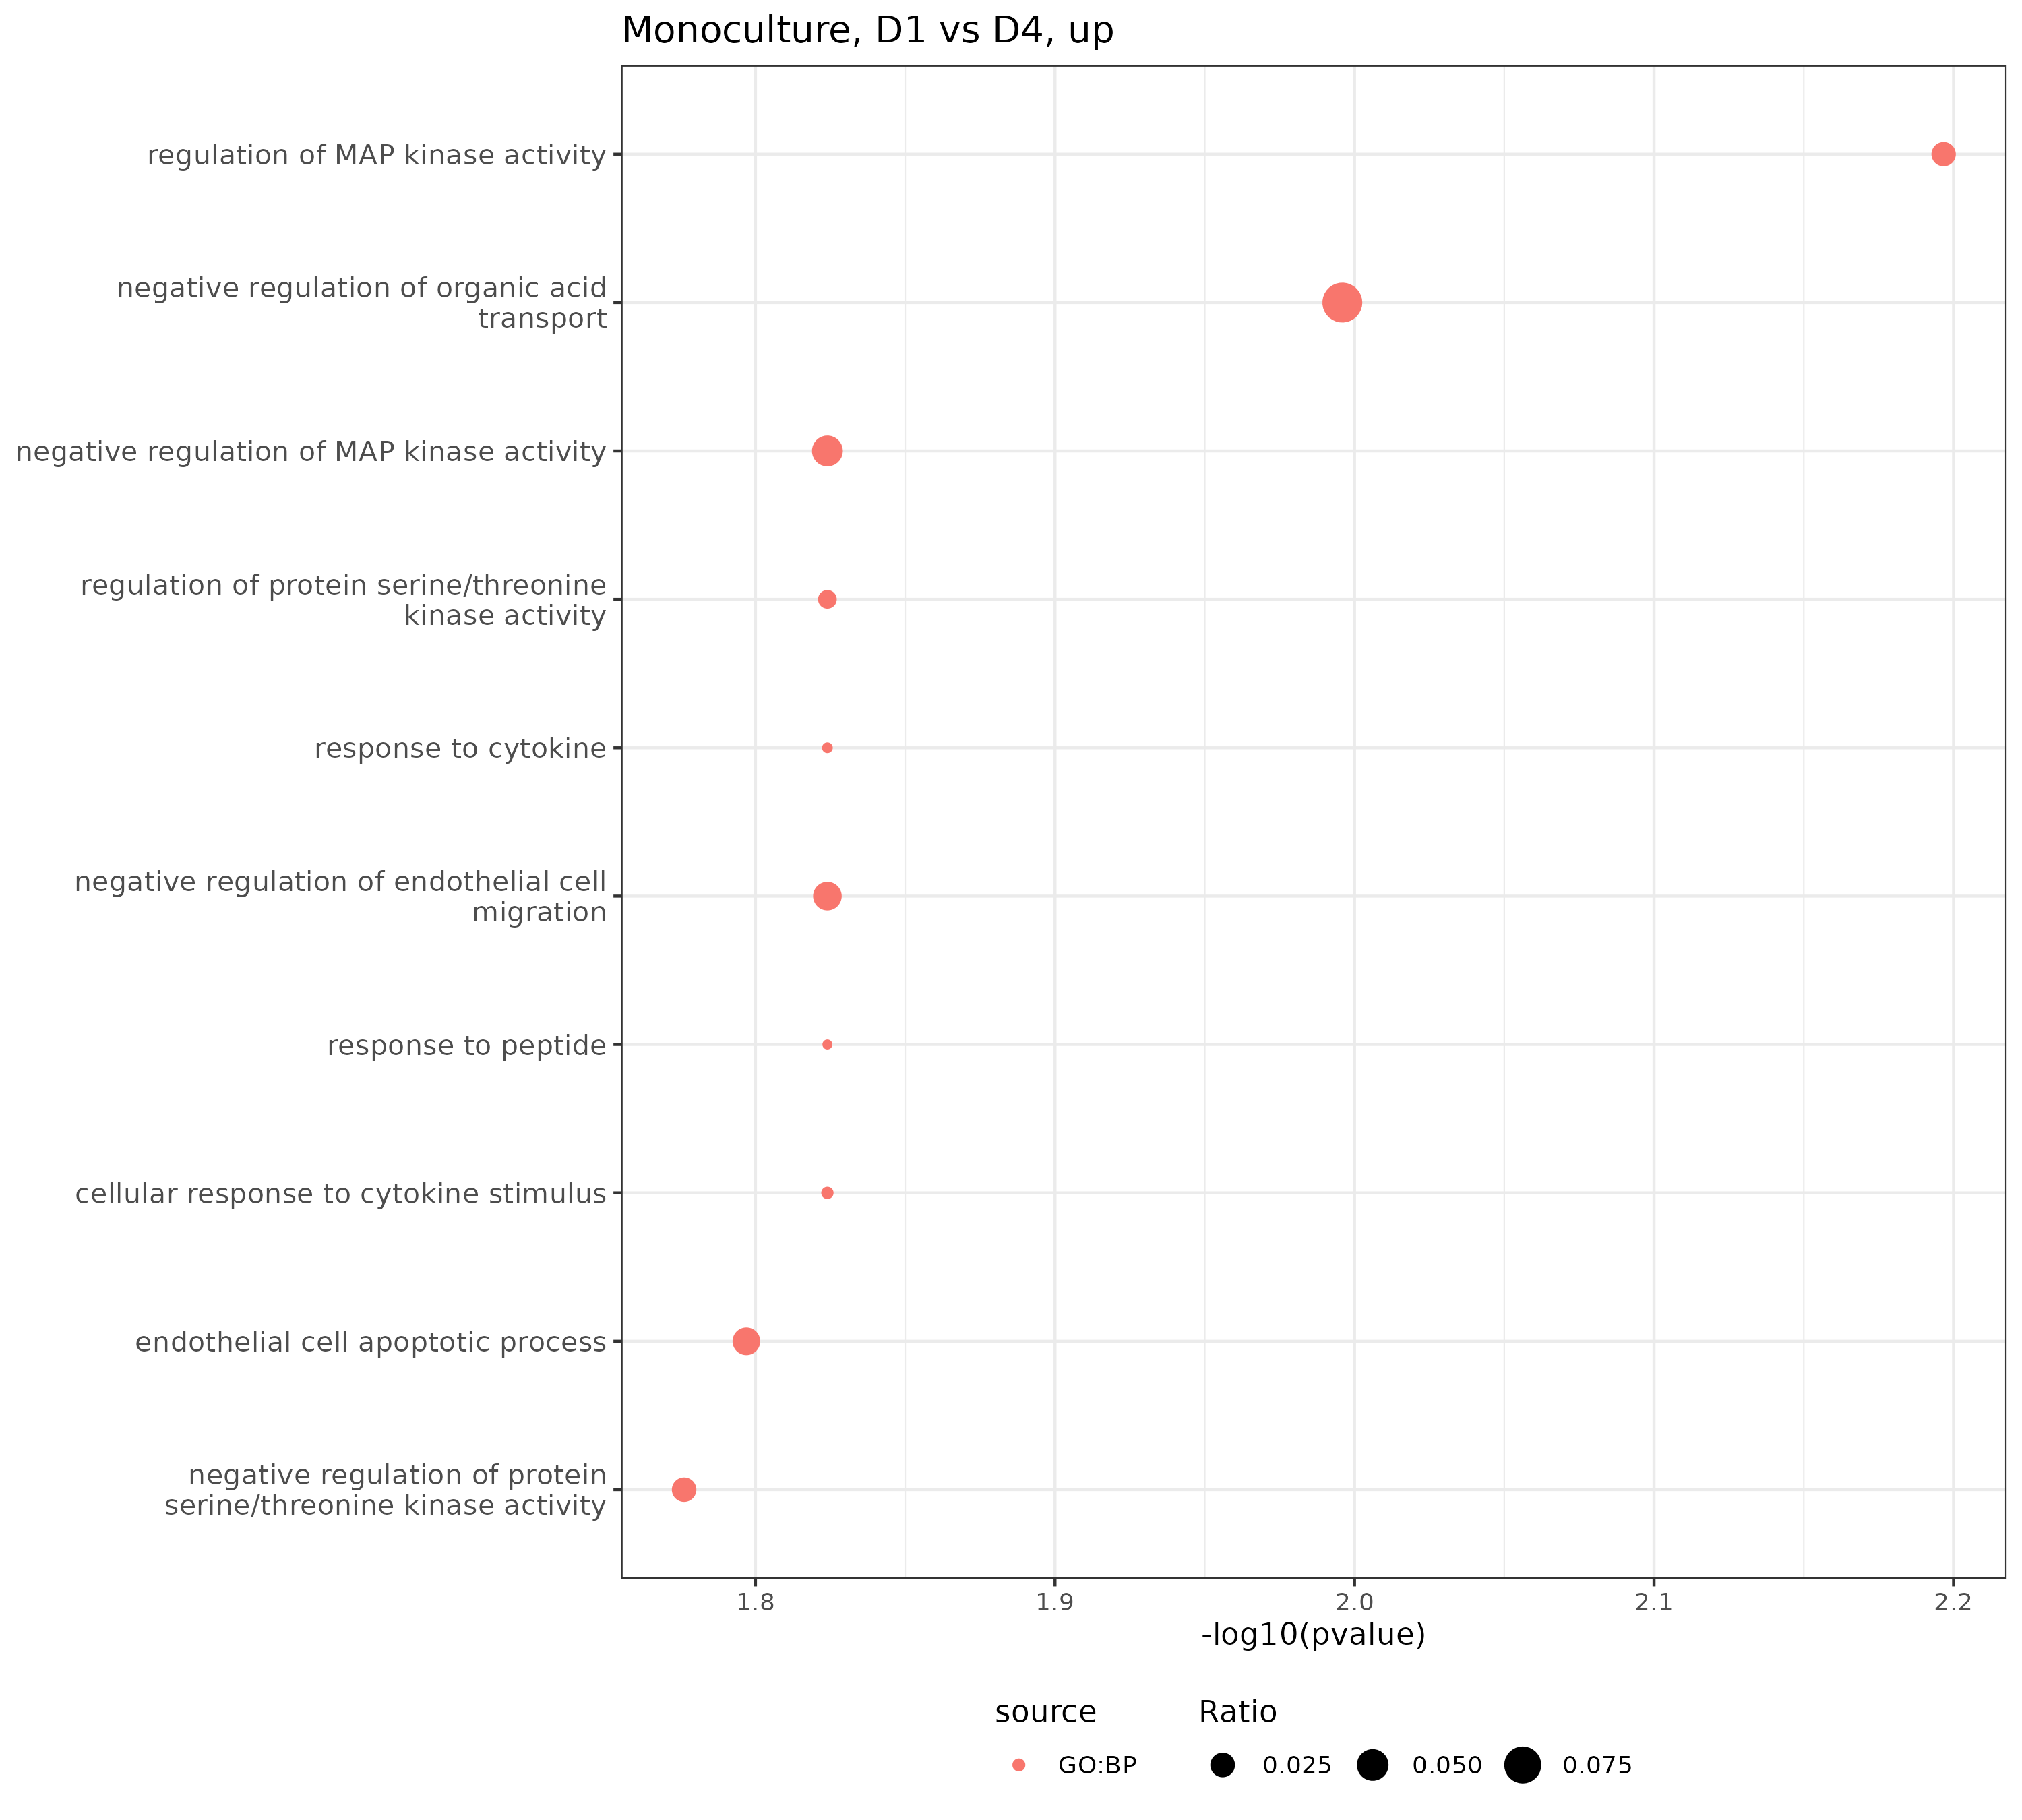 Monoculture, D1 vs D4, up
regulation of MAP kinase activity
negative regulation of organic acid
transport
negative regulation of MAP kinase activity
regulation of protein serine/threonine
kinase activity
response to cytokine
negative regulation of endothelial cell
migration
response to peptide
cellular response to cytokine stimulus
endothelial cell apoptotic process
negative regulation of protein
serine/threonine kinase activity
1.8 1.9 2.0 2.1 2.2
-log10(pvalue)
source Ratio
GO:BP 0.025 0.050 0.075